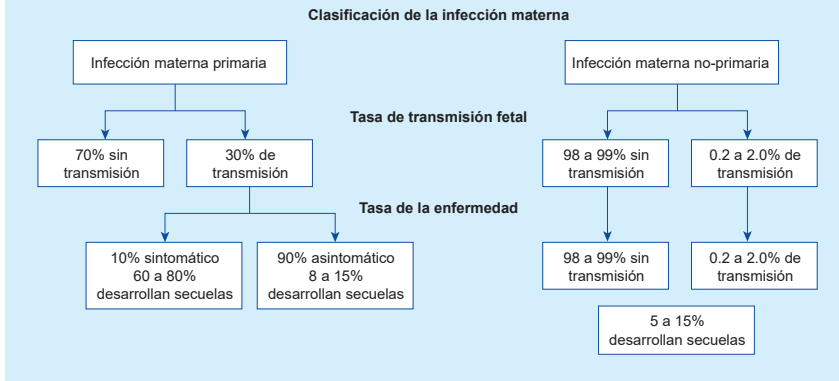 Clasificación de la infección materna
Infección materna primaria
Infección materna no-primaria
Tasa de transmisión fetal
70% sin
transmisión
30% de
transmisión
98 a 99% sin
transmisión
0.2 a 2.0% de
transmisión
Tasa de la enfermedad
10% sintomático
60 a 80%
desarrollan secuelas
90% asintomático
8 a 15%
desarrollan secuelas
98 a 99% sin
transmisión
0.2 a 2.0% de
transmisión
5 a 15%
desarrollan secuelas